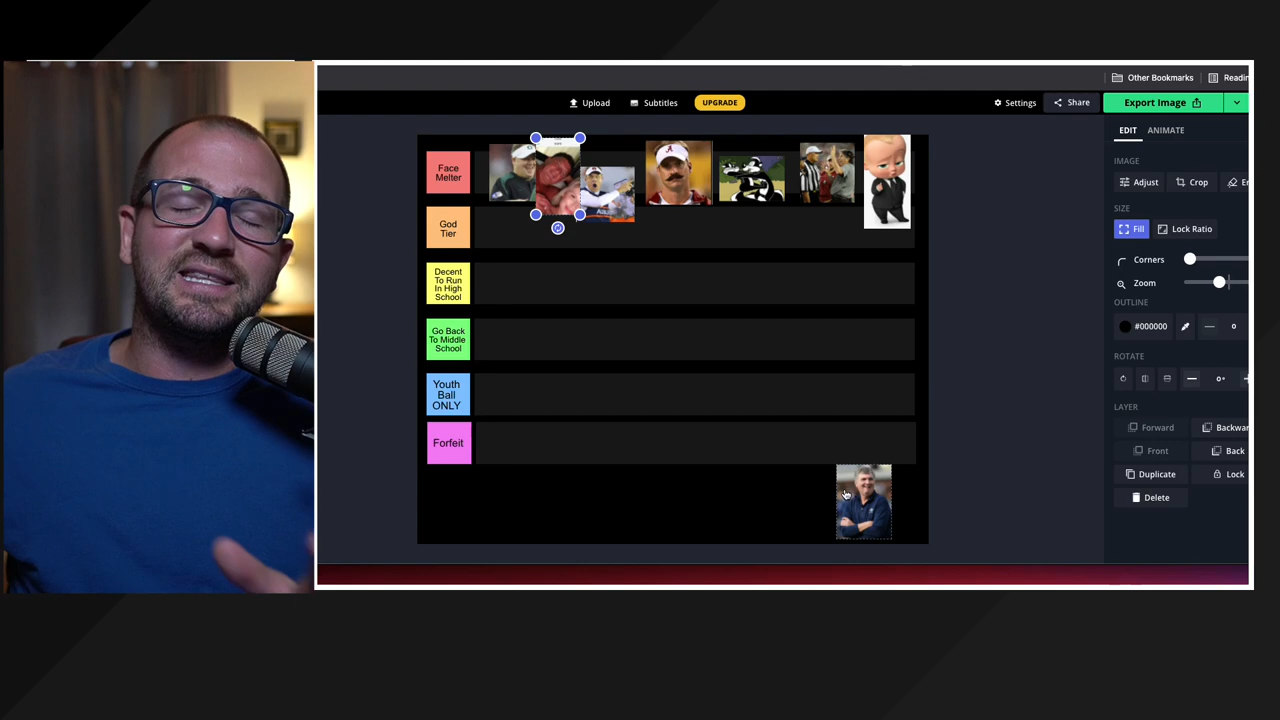 Other Bookmarks
Upload
Subtitles
UPGRADE
Settings
Share
Export Image
EDIT
ANIMATE
IMAGE
Adjust
Crop
SIZE
Fill
Lock Ratio
Corners
Zoom
OUTLINE
#000000
0
ROTATE
0°
LAYER
Forward
Backwar
Front
Back
Duplicate
Lock
Delete
Face
Melter
God
Tier
Decent
To Run
In High
School
Go Back
To Middle
School
Youth
Ball
ONLY
Forfeit